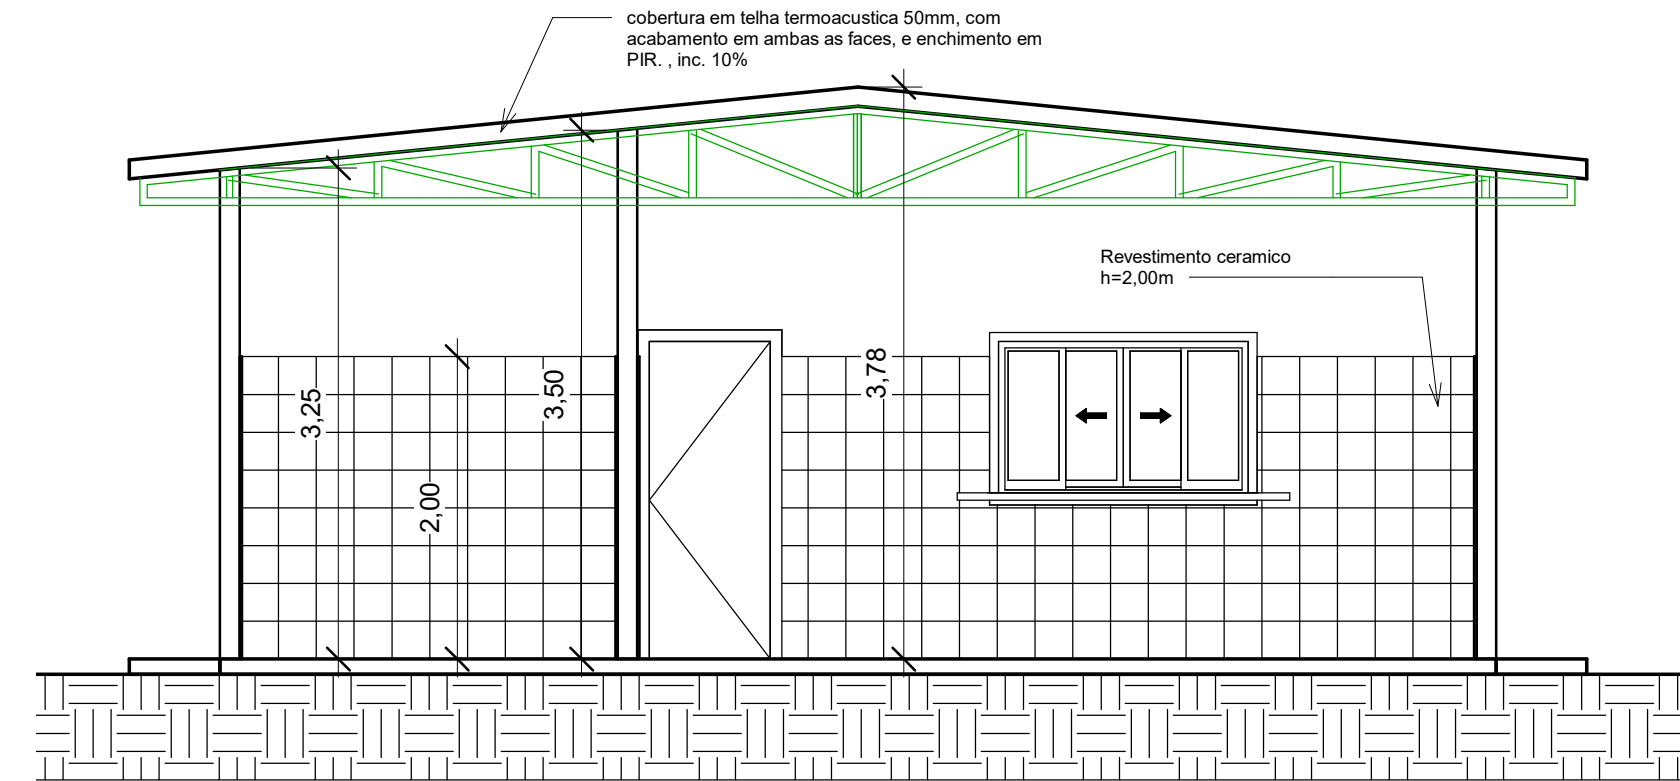 cobertura em telha termoacustica 50mm, com
acabamento em ambas as faces, e enchimento em
PIR. , inc. 10%
Revestimento ceramico
h=2,00m
3,25
2,00
3,50
3,78